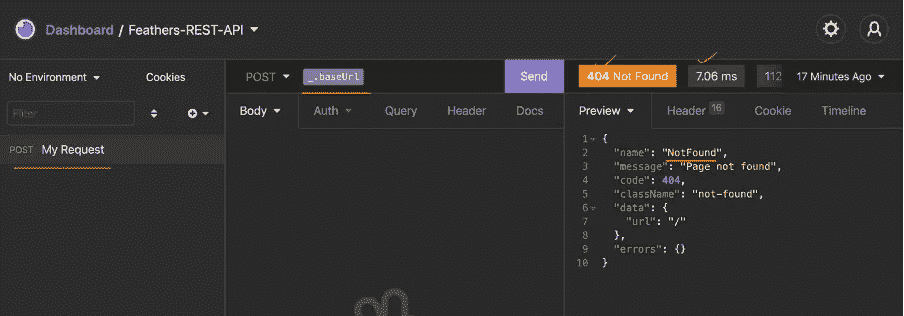 Dashboard / Feathers-REST-API
No Environment
Cookies
POST
_.baseUrl
Send
404 Not Found
7.06 ms
112
17 Minutes Ago
Filter
Body
Auth
Query
Header
Docs
Preview
Header 16
Cookie
Timeline
POST My Request
1 {
2 "name": "NotFound",
3 "message": "Page not found",
4 "code": 404,
5 "className": "not-found",
6 "data": {
7 "url": "/"
8 },
9 "errors": {}
10 }